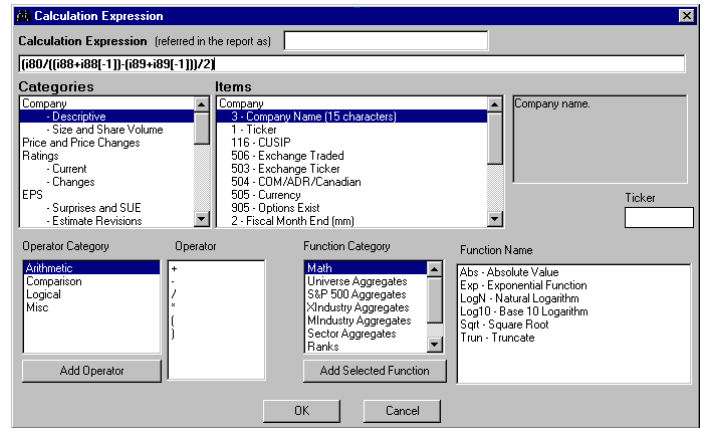 Calculation Expression
Calculation Expression (referred in the report as)
(i80/((i88+i88[-1])-(i89+i89[-1]))/2)
Categories
Company
- Descriptive
- Size and Share Volume
Price and Price Changes
Ratings
- Current
- Changes
EPS
- Surprises and SUE
- Estimate Revisions
Items
Company
3 - Company Name (15 characters)
1 - Ticker
116 - CUSIP
506 - Exchange Traded
503 - Exchange Ticker
504 - COM/ADR/Canadian
505 - Currency
905 - Options Exist
2 - Fiscal Month End (mm)
Company name.
Ticker
Operator Category
Arithmetic
Comparison
Logical
Misc
Add Operator
Operator
+
-
/
*
(
)
Function Category
Math
Universe Aggregates
S&P 500 Aggregates
XIndustry Aggregates
MIndustry Aggregates
Sector Aggregates
Ranks
Add Selected Function
Function Name
Abs - Absolute Value
Exp - Exponential Function
LogN - Natural Logarithm
Log10 - Base 10 Logarithm
Sqrt - Square Root
Trun - Truncate
OK
Cancel